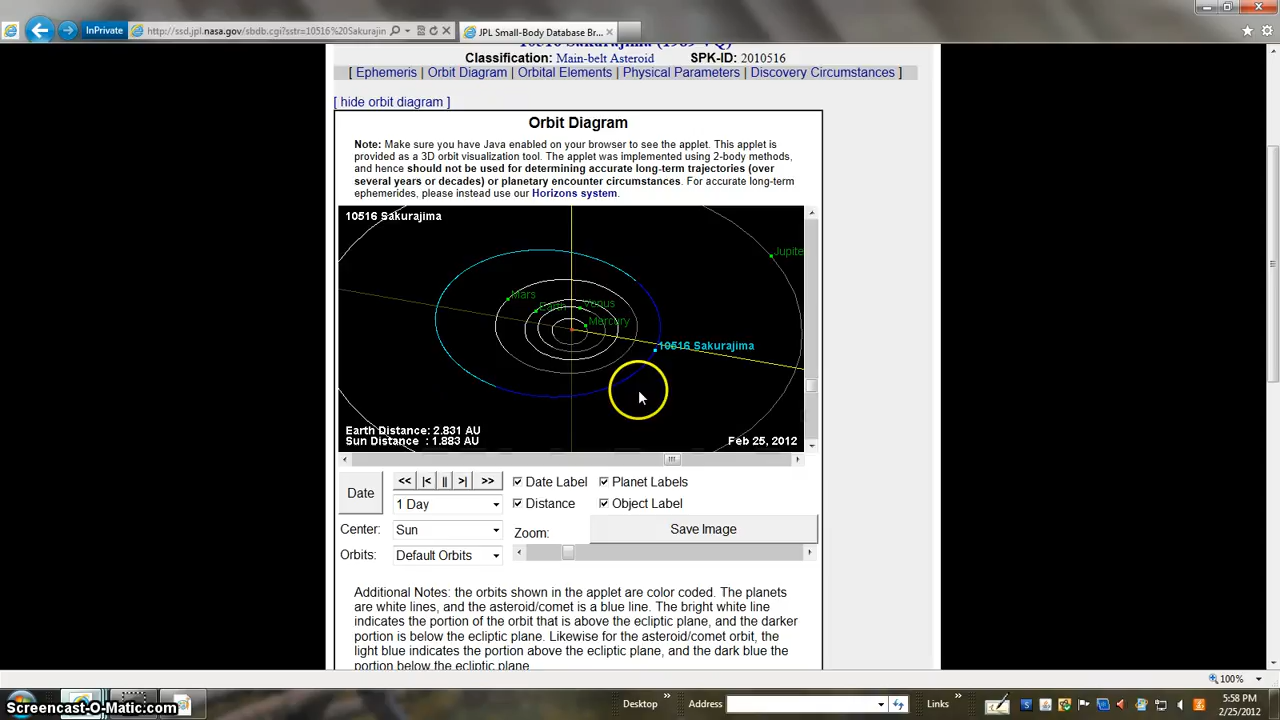 InPrivate
http://ssd.jpl.nasa.gov/sbdb.cgi?sstr=10516%20Sakurajin
JPL Small-Body Database Br...
10516 Sakurajima (1989 VQ)
Classification: Main-belt Asteroid SPK-ID: 2010516
[ Ephemeris | Orbit Diagram | Orbital Elements | Physical Parameters | Discovery Circumstances ]
[ hide orbit diagram ]
Orbit Diagram
Note: Make sure you have Java enabled on your browser to see the applet. This applet is
provided as a 3D orbit visualization tool. The applet was implemented using 2-body methods,
and hence should not be used for determining accurate long-term trajectories (over
several years or decades) or planetary encounter circumstances. For accurate long-term
ephemerides, please instead use our Horizons system.
10516 Sakurajima
Jupite
Mars
Venus
Earth
Mercury
10516 Sakurajima
Earth Distance: 2.831 AU
Sun Distance : 1.883 AU
Feb 25, 2012
<< |< || >| >>
Date Label
Planet Labels
Date
1 Day
Distance
Object Label
Center: Sun
Zoom:
Save Image
Orbits: Default Orbits
Additional Notes: the orbits shown in the applet are color coded. The planets
are white lines, and the asteroid/comet is a blue line. The bright white line
indicates the portion of the orbit that is above the ecliptic plane, and the darker
portion is below the ecliptic plane. Likewise for the asteroid/comet orbit, the
light blue indicates the portion above the ecliptic plane, and the dark blue the
portion below the ecliptic plane
100%
Screencast-O-Matic.com
Desktop
Address
Links
5:58 PM
2/25/2012